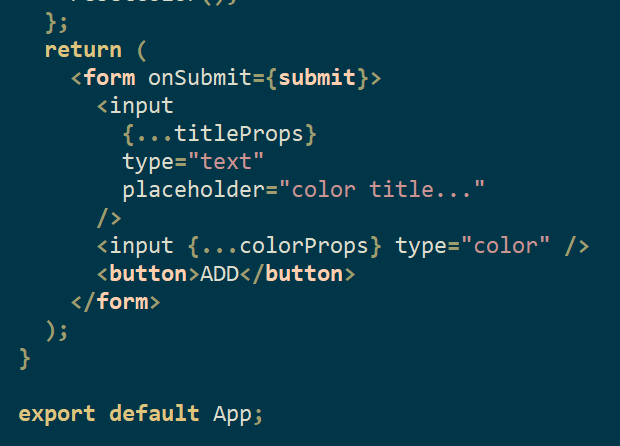 };
return (
<form onSubmit={submit}>
<input
{...titleProps}
type="text"
placeholder="color title..."
/>
<input {...colorProps} type="color" />
<button>ADD</button>
</form>
);
}
export default App;